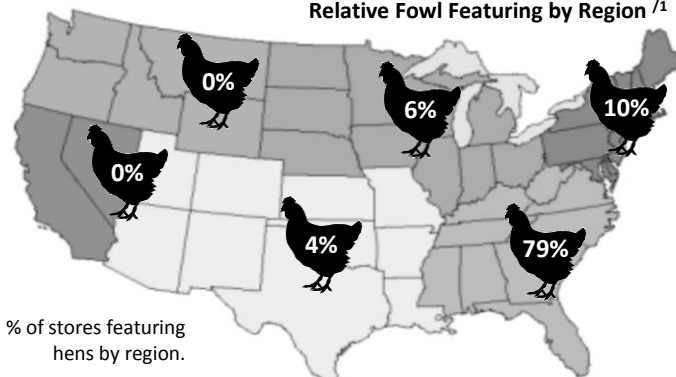 Relative Fowl Featuring by Region /1
0%
6%
10%
0%
4%
79%
% of stores featuring
hens by region.